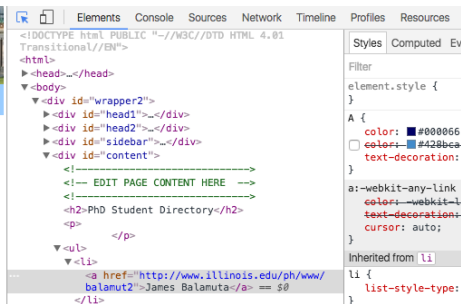 Elements Console Sources Network Timeline Profiles Resources
<!DOCTYPE html PUBLIC "-//W3C//DTD HTML 4.01
Transitional//EN">
<html>
▶<head>…</head>
▼<body>
▼<div id="wrapper2">
▶<div id="head1">…</div>
▶<div id="head2">…</div>
▶<div id="sidebar">…</div>
▼<div id="content">
<!---------------------------->
<!-- EDIT PAGE CONTENT HERE -->
<!---------------------------->
<h2>PhD Student Directory</h2>
<p>
</p>
▼<ul>
▼<li>
<a href="http://www.illinois.edu/ph/www/
balamut2">James Balamuta</a> == $0
</li>
Styles Computed Ev
Filter
element.style {
}
A {
color: #000066
color: #428bca
text-decoration:
}
a:-webkit-any-link
color: -webkit-l
text-decoration:
cursor: auto;
}
Inherited from li
li {
list-style-type:
}